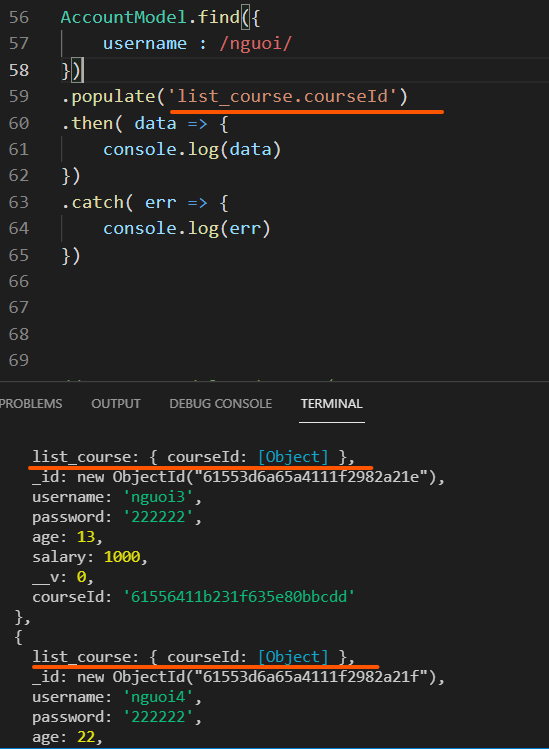 56 AccountModel.find({
57 username : /nguoi/
58 })
59 .populate('list_course.courseId')
60 .then( data => {
61 console.log(data)
62 })
63 .catch( err => {
64 console.log(err)
65 })
66
67
68
69
PROBLEMS OUTPUT DEBUG CONSOLE TERMINAL
list_course: { courseId: [Object] },
_id: new ObjectId("61553d6a65a4111f2982a21e"),
username: 'nguoi3',
password: '222222',
age: 13,
salary: 1000,
__v: 0,
courseId: '61556411b231f635e80bbcdd'
},
{
list_course: { courseId: [Object] },
_id: new ObjectId("61553d6a65a4111f2982a21f"),
username: 'nguoi4',
password: '222222',
age: 22,